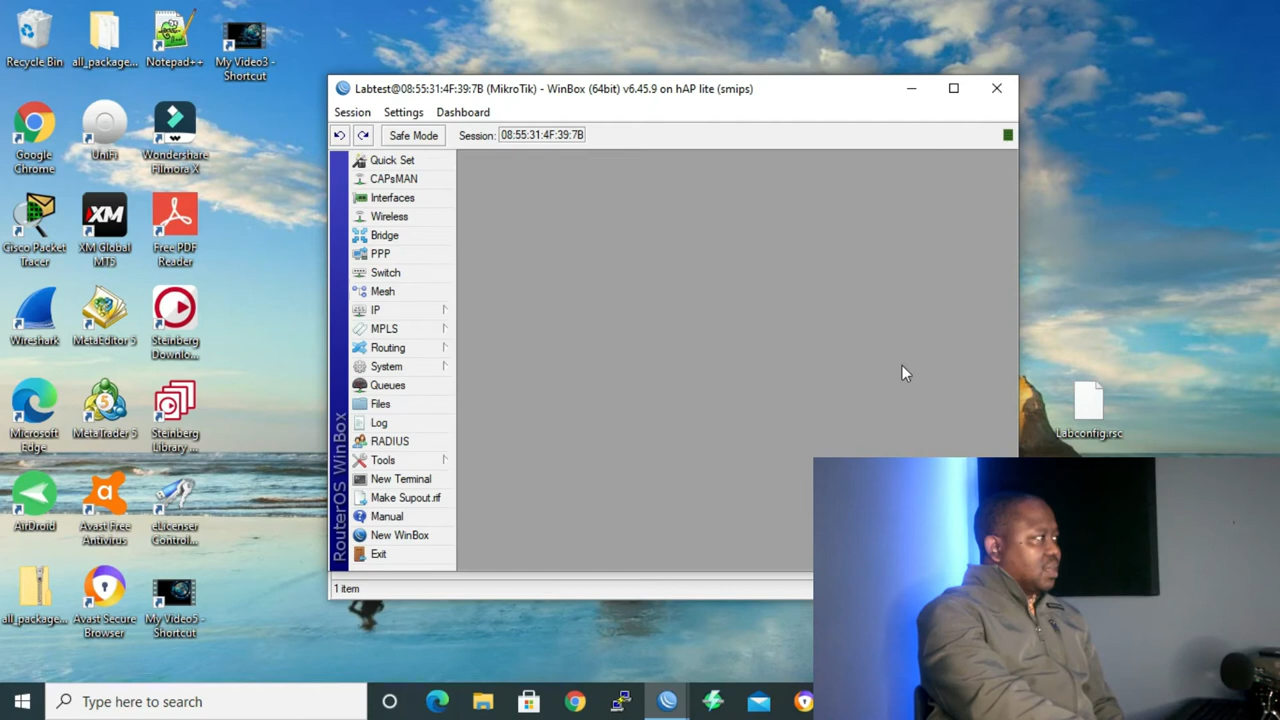 Recycle Bin
all_package...
Notepad++
My Video3 -
Shortcut
Google
Chrome
UniFi
Wondershare
Filmora X
Cisco Packet
Tracer
XM
XM Global
MT5
Free PDF
Reader
Wireshark
MetaEditor 5
Steinberg
Downlo...
Microsoft
Edge
MetaTrader 5
Steinberg
Library ...
AirDroid
Avast Free
Antivirus
eLicenser
Control...
all_package...
Avast Secure
Browser
My Video5 -
Shortcut
Labtest@08:55:31:4F:39:7B (MikroTik) - WinBox (64bit) v6.45.9 on hAP lite (smips)
Session Settings Dashboard
Safe Mode Session: 08:55:31:4F:39:7B
Quick Set
CAPsMAN
Interfaces
Wireless
Bridge
PPP
Switch
Mesh
IP
MPLS
Routing
System
Queues
Files
Log
RADIUS
Tools
New Terminal
Make Supout.rif
Manual
New WinBox
Exit
RouterOS WinBox
1 item
Labconfig.rsc
Type here to search